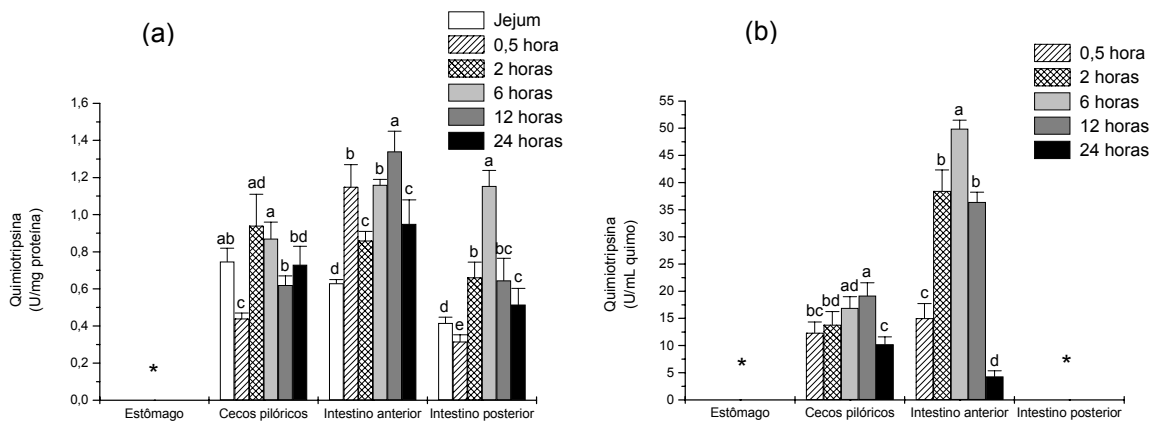 (a)
Jejum
0,5 hora
2 horas
6 horas
12 horas
24 horas
Quimiotripsina
(U/mg proteína)
1,6
1,4
1,2
1,0
0,8
0,6
0,4
0,2
0,0
*
ab
c
ad
a
b
bd
d
b
c
b
a
c
d
e
b
a
bc
c
Estômago
Cecos pilóricos
Intestino anterior
Intestino posterior
(b)
0,5 hora
2 horas
6 horas
12 horas
24 horas
Quimiotripsina
(U/mL quimo)
55
50
45
40
35
30
25
20
15
10
5
0
*
bc
bd
ad
a
c
c
b
a
b
d
*
Estômago
Cecos pilóricos
Intestino anterior
Intestino posterior